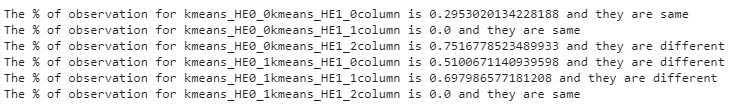 The % of observation for kmeans_HE0_0kmeans_HE1_0column is 0.2953020134228188 and they are same
The % of observation for kmeans_HE0_0kmeans_HE1_1column is 0.0 and they are same
The % of observation for kmeans_HE0_0kmeans_HE1_2column is 0.7516778523489933 and they are different
The % of observation for kmeans_HE0_1kmeans_HE1_0column is 0.5100671140939598 and they are different
The % of observation for kmeans_HE0_1kmeans_HE1_1column is 0.697986577181208 and they are different
The % of observation for kmeans_HE0_1kmeans_HE1_2column is 0.0 and they are same